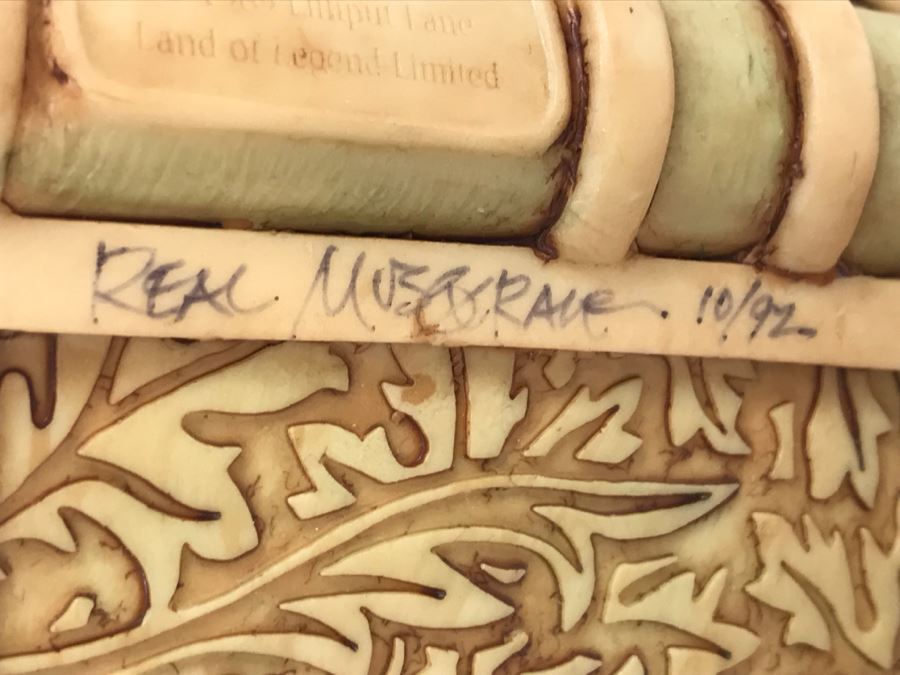 Lilliput Lane
Land of Legend Limited
REAL MUSGRAVE. 10/92